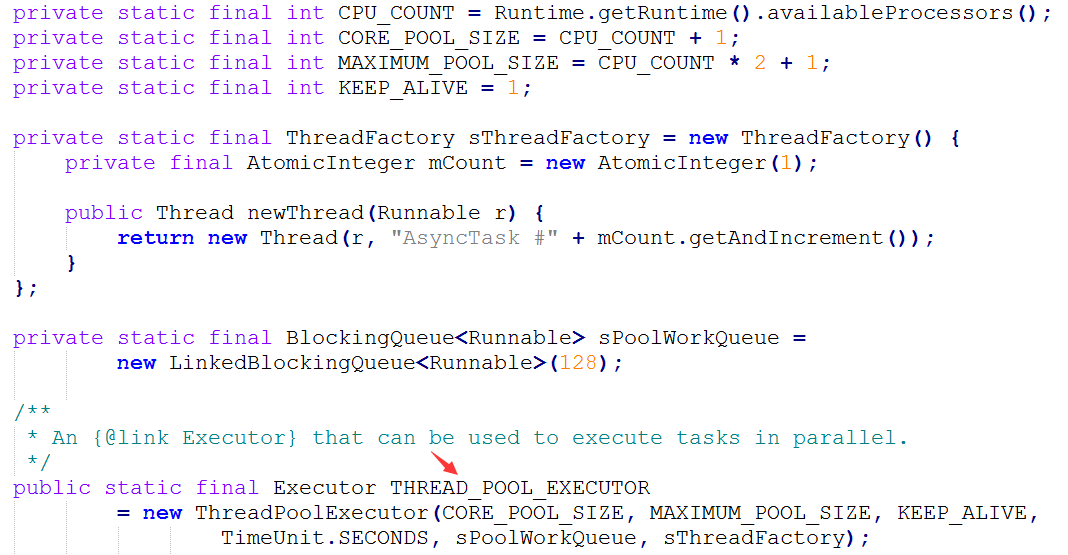 private static final int CPU_COUNT = Runtime.getRuntime().availableProcessors();
private static final int CORE_POOL_SIZE = CPU_COUNT + 1;
private static final int MAXIMUM_POOL_SIZE = CPU_COUNT * 2 + 1;
private static final int KEEP_ALIVE = 1;

private static final ThreadFactory sThreadFactory = new ThreadFactory() {
    private final AtomicInteger mCount = new AtomicInteger(1);

    public Thread newThread(Runnable r) {
        return new Thread(r, "AsyncTask #" + mCount.getAndIncrement());
    }
};

private static final BlockingQueue<Runnable> sPoolWorkQueue =
        new LinkedBlockingQueue<Runnable>(128);

/**
 * An {@link Executor} that can be used to execute tasks in parallel.
 */
public static final Executor THREAD_POOL_EXECUTOR
        = new ThreadPoolExecutor(CORE_POOL_SIZE, MAXIMUM_POOL_SIZE, KEEP_ALIVE,
                TimeUnit.SECONDS, sPoolWorkQueue, sThreadFactory);